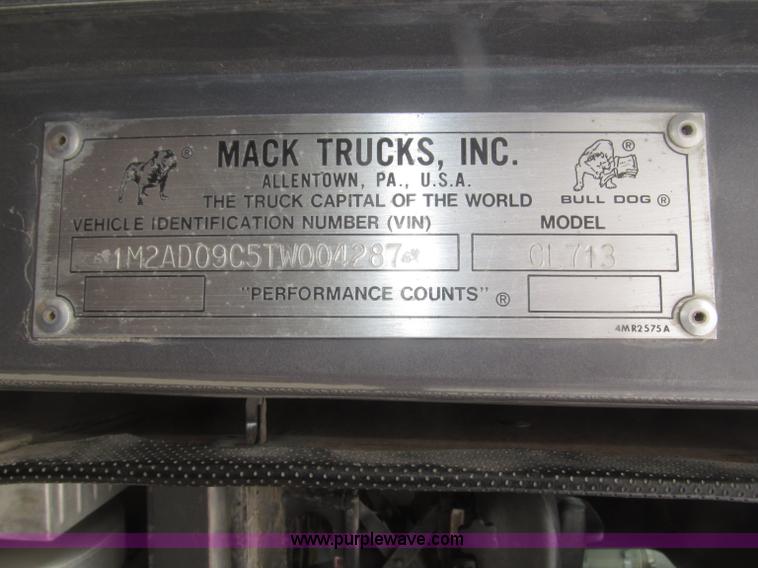 MACK TRUCKS, INC.
ALLENTOWN, PA., U.S.A.
THE TRUCK CAPITAL OF THE WORLD
BULL DOG ®
VEHICLE IDENTIFICATION NUMBER (VIN)
MODEL
1M2AD09C5TW004287
CL713
"PERFORMANCE COUNTS" ®
4MR2575A
www.purplewave.com